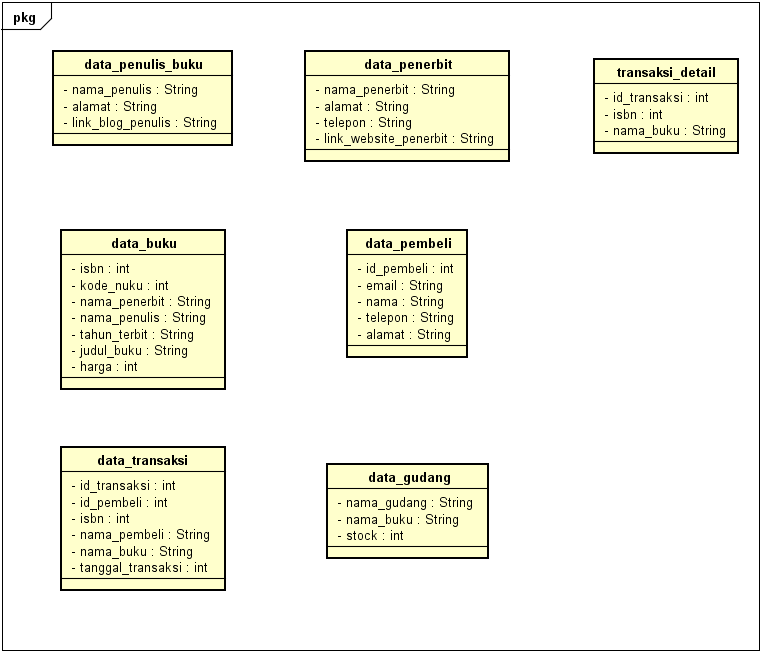 pkg
data_penulis_buku
- nama_penulis : String
- alamat : String
- link_blog_penulis : String
data_penerbit
- nama_penerbit : String
- alamat : String
- telepon : String
- link_website_penerbit : String
transaksi_detail
- id_transaksi : int
- isbn : int
- nama_buku : String
data_buku
- isbn : int
- kode_nuku : int
- nama_penerbit : String
- nama_penulis : String
- tahun_terbit : String
- judul_buku : String
- harga : int
data_pembeli
- id_pembeli : int
- email : String
- nama : String
- telepon : String
- alamat : String
data_transaksi
- id_transaksi : int
- id_pembeli : int
- isbn : int
- nama_pembeli : String
- nama_buku : String
- tanggal_transaksi : int
data_gudang
- nama_gudang : String
- nama_buku : String
- stock : int